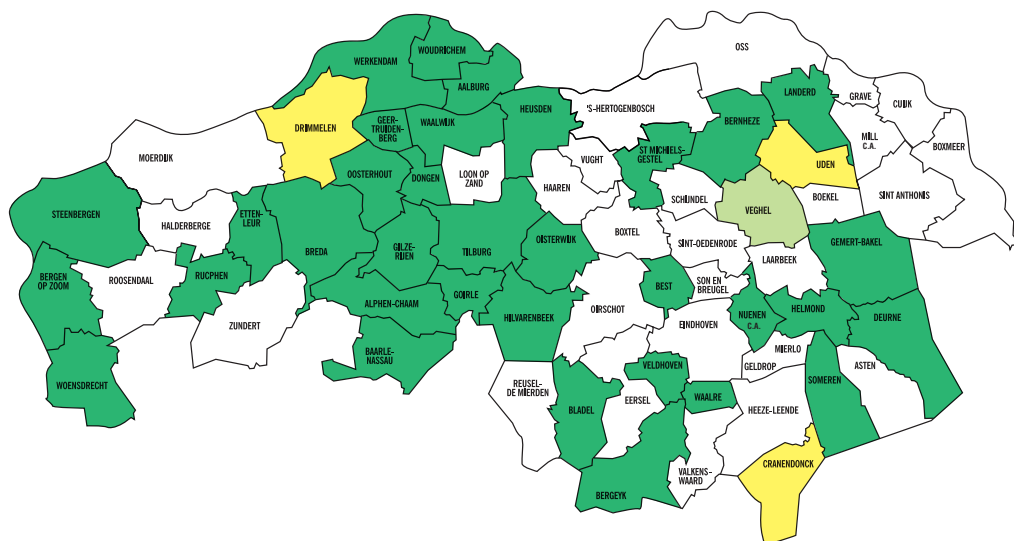 OSS
WOUDRICHEM
WERKENDAM
AALBURG
LANDERD
GRAVE
CUIJK
HEUSDEN
'S-HERTOGENBOSCH
DRIMMELEN
GEER-
TRUIDEN-
BERG
WAALWIJK
BERNHEZE
MILL
C.A.
BOXMEER
MOERDIJK
ST MICHIELS-
GESTEL
VUGHT
UDEN
OOSTERHOUT
DONGEN
LOON OP
ZAND
HAAREN
SCHIJNDEL
BOEKEL
SINT ANTHONIS
STEENBERGEN
HALDERBERGE
ETTEN-
LEUR
VEGHEL
BREDA
GILZE-
RIJEN
TILBURG
OISTERWIJK
BOXTEL
SINT-OEDENRODE
GEMERT-BAKEL
BERGEN
OP ZOOM
ROOSENDAAL
RUCPHEN
LAARBEEK
ALPHEN-CHAAM
GOIRLE
BEST
SON EN
BREUGEL
ZUNDERT
HILVARENBEEK
OIRSCHOT
NUENEN
C.A.
HELMOND
DEURNE
EINDHOVEN
BAARLE-
NASSAU
MIERLO
GELDROP
ASTEN
WOENSDRECHT
REUSEL-
DE MIERDEN
VELDHOVEN
SOMEREN
BLADEL
EERSEL
WAALRE
HEEZE-LEENDE
CRANENDONCK
VALKENS-
WAARD
BERGEYK